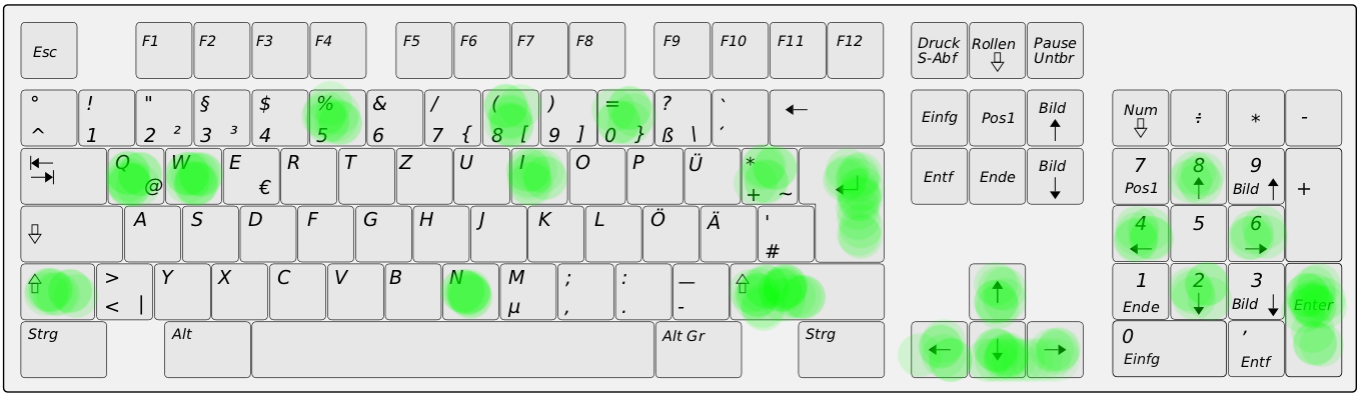 Esc F1 F2 F3 F4 F5 F6 F7 F8 F9 F10 F11 F12 Druck S-Abf Rollen ⇩ Pause Untbr
° ! " § $ % & / ( ) = ? ` ←
^ 1 2 ² 3 ³ 4 5 6 7 { 8 [ 9 ] 0 } ß \ ´
Einfg Pos1 Bild ↑ Num ⇩ ÷ * -
Q @ W E € R T Z U I O P Ü * + ~ ↵
Entf Ende Bild ↓ 7 Pos1 8 ↑ 9 Bild ↑ +
⇩ A S D F G H J K L Ö Ä ' #
4 ← 5 6 →
⇧ > < | Y X C V B N M µ ; , : . — - ⇧
↑ 1 Ende 2 ↓ 3 Bild ↓ Enter
Strg Alt Alt Gr Strg ← ↓ → 0 Einfg ′ Entf